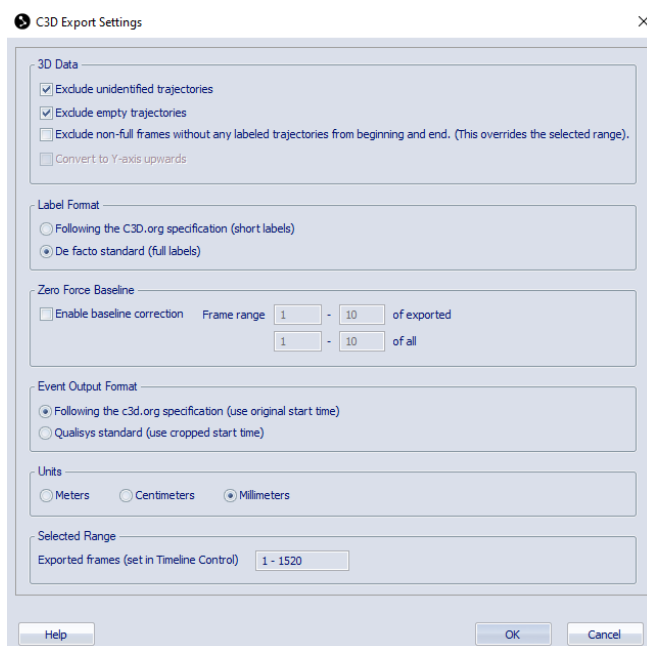 C3D Export Settings
3D Data
Exclude unidentified trajectories
Exclude empty trajectories
Exclude non-full frames without any labeled trajectories from beginning and end. (This overrides the selected range).
Convert to Y-axis upwards
Label Format
Following the C3D.org specification (short labels)
De facto standard (full labels)
Zero Force Baseline
Enable baseline correction Frame range 1 - 10 of exported
1 - 10 of all
Event Output Format
Following the c3d.org specification (use original start time)
Qualisys standard (use cropped start time)
Units
Meters Centimeters Millimeters
Selected Range
Exported frames (set in Timeline Control) 1 - 1520
Help OK Cancel